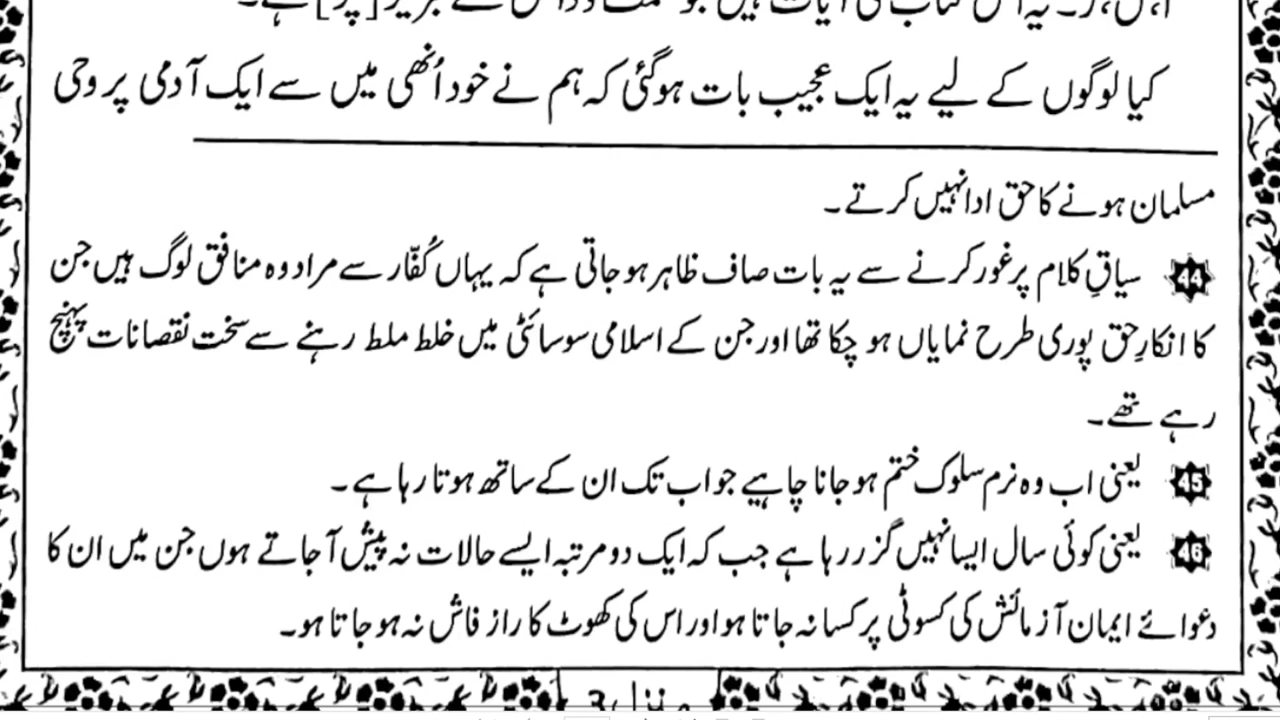 کیا لوگوں کے لیے یہ ایک عجیب بات ہوگئی کہ ہم نے خود اُنھی میں سے ایک آدمی پر وحی
مسلمان ہونے کا حق ادا نہیں کرتے۔
44 سیاقِ کلام پر غور کرنے سے یہ بات صاف ظاہر ہو جاتی ہے کہ یہاں کُفّار سے مراد وہ منافق لوگ ہیں جن
کا انکارِ حق پوری طرح نمایاں ہو چکا تھا اور جن کے اسلامی سوسائٹی میں خلط ملط رہنے سے سخت نقصانات پہنچ
رہے تھے۔
45 یعنی اب وہ نرم سلوک ختم ہو جانا چاہیے جو اب تک ان کے ساتھ ہوتا رہا ہے۔
46 یعنی کوئی سال ایسا نہیں گزر رہا ہے جب کہ ایک دو مرتبہ ایسے حالات نہ پیش آ جاتے ہوں جن میں ان کا
دعوائے ایمان آزمائش کی کسوٹی پر کسا نہ جاتا ہو اور اس کی کھوٹ کا راز فاش نہ ہو جاتا ہو۔